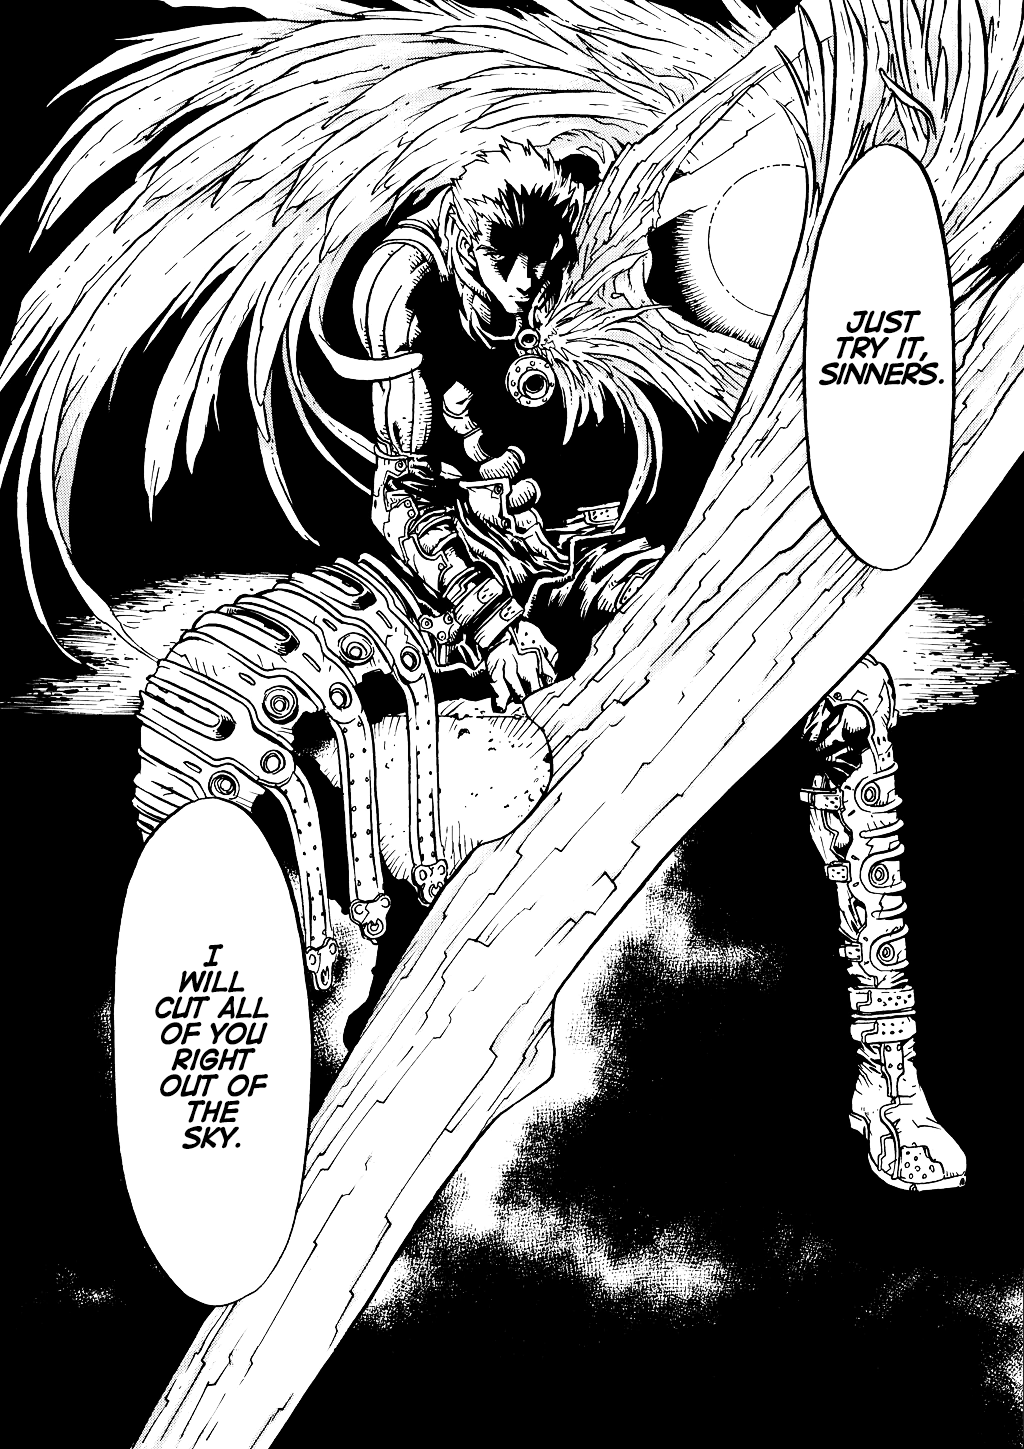 JUST
TRY IT,
SINNERS.
I
WILL
CUT ALL
OF YOU
RIGHT
OUT OF
THE
SKY.